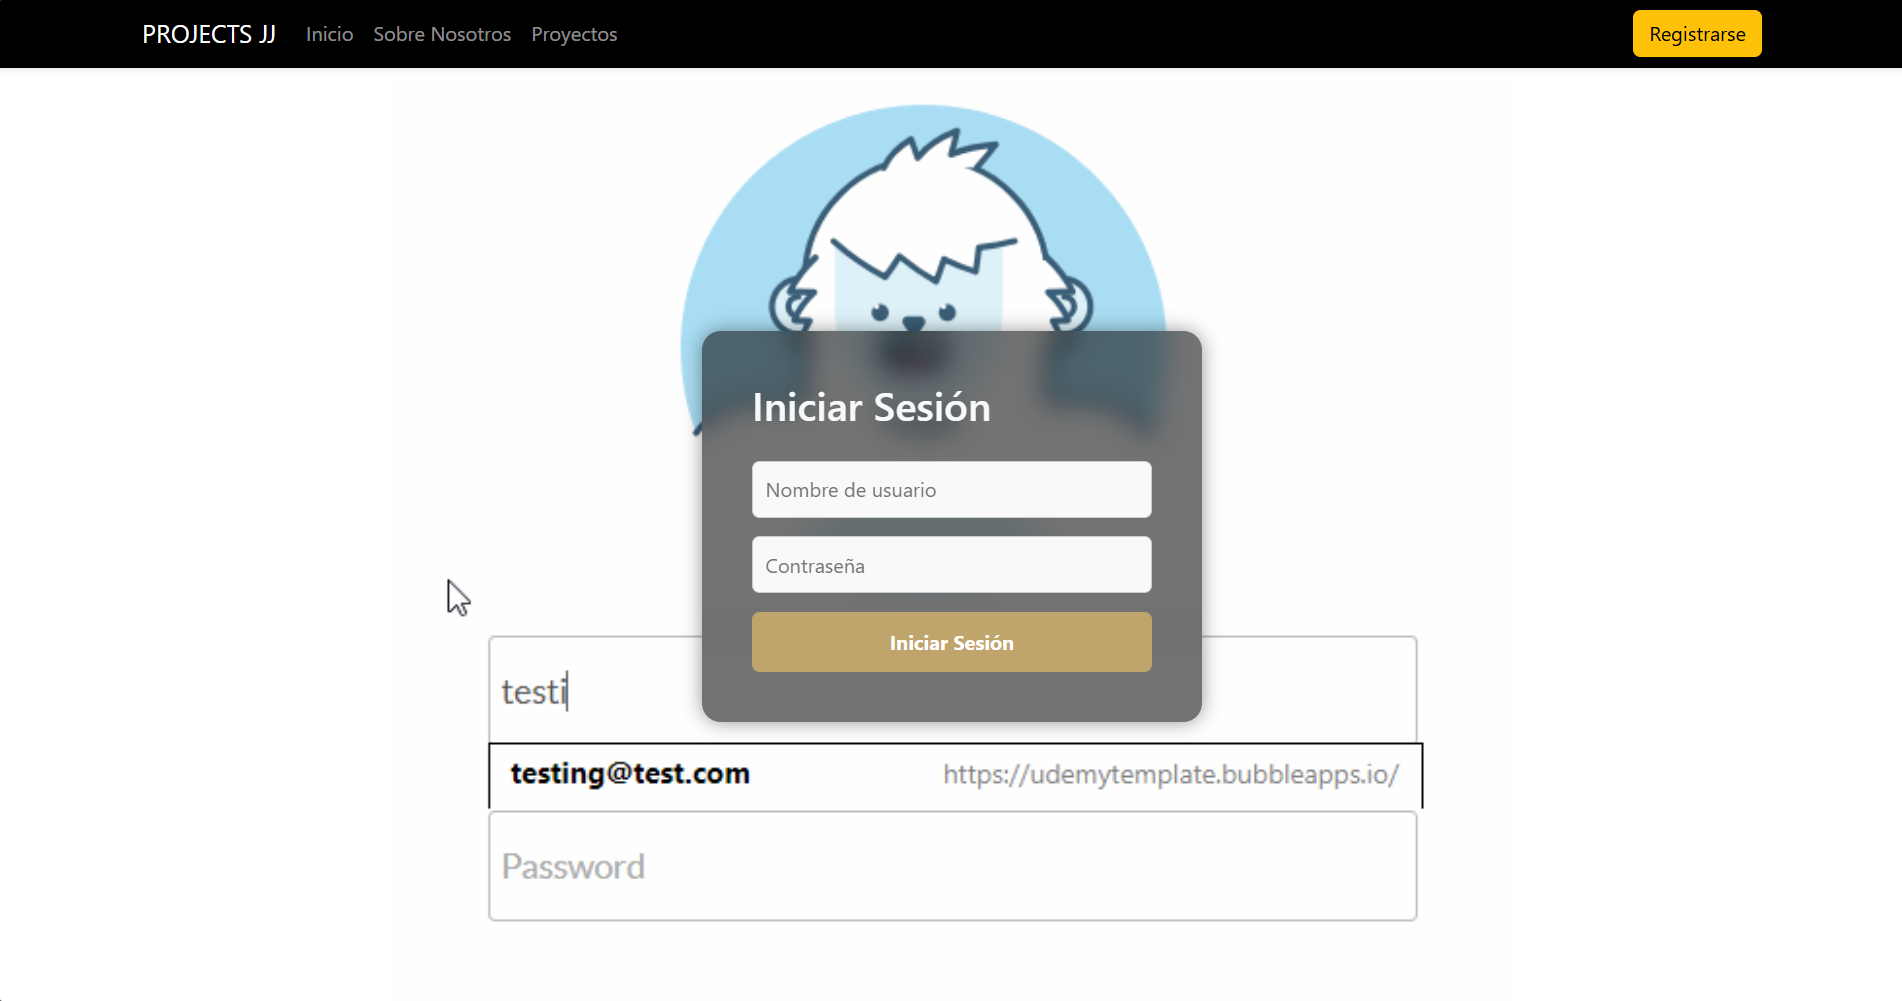 PROJECTS JJ Inicio Sobre Nosotros Proyectos Registrarse
Iniciar Sesión
Nombre de usuario
Contraseña
Iniciar Sesión
testi
testing@test.com https://udemytemplate.bubbleapps.io/
Password